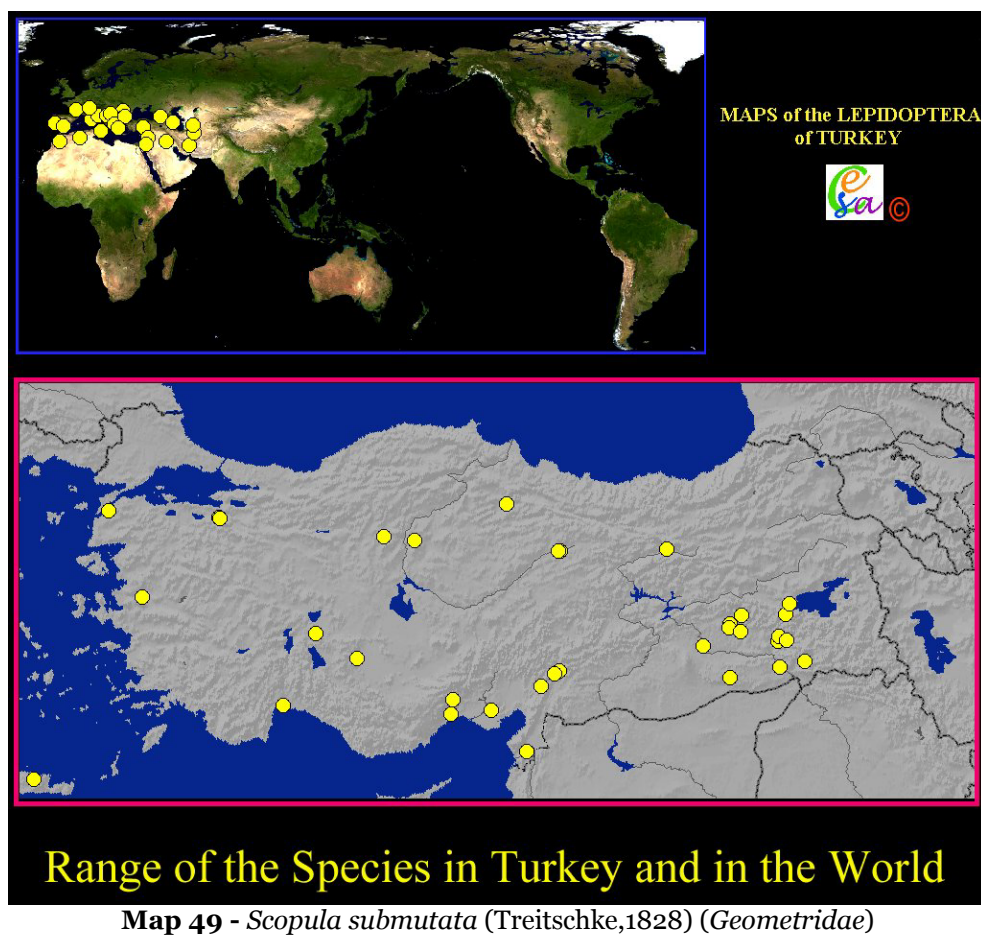 MAPS of the LEPIDOPTERA
of TURKEY
Cesa ©
Range of the Species in Turkey and in the World
Map 49 - Scopula submutata (Treitschke,1828) (Geometridae)